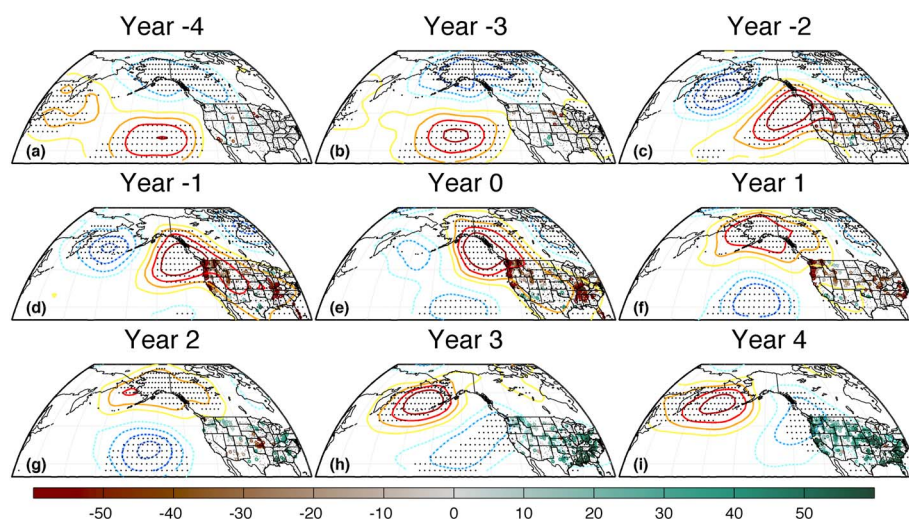 Year -4
Year -3
Year -2
(a)
(b)
(c)
Year -1
Year 0
Year 1
(d)
(e)
(f)
Year 2
Year 3
Year 4
(g)
(h)
(i)
-50 -40 -30 -20 -10 0 10 20 30 40 50